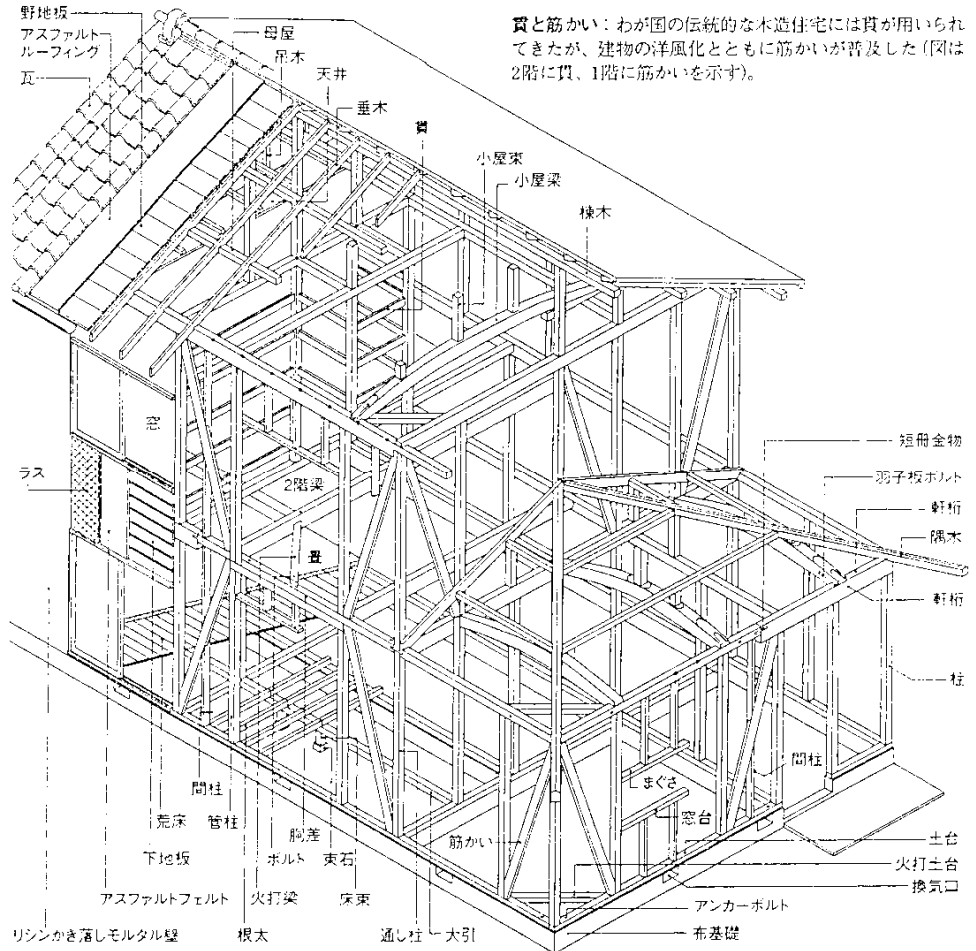 貫と筋かい：わが国の伝統的な木造住宅には貫が用いられ
てきたが、建物の洋風化とともに筋かいが普及した（図は
2階に貫、1階に筋かいを示す）。
野地板
アスファルト
ルーフィング
瓦
母屋
吊木
天井
垂木
貫
小屋束
小屋梁
棟木
窓
ラス
2階梁
畳
短冊金物
羽子板ボルト
軒桁
隅木
軒桁
柱
間柱
まぐさ
窓台
土台
火打土台
換気口
アンカーボルト
布基礎
間柱
荒床
管柱
胴差
筋かい
下地板
ボルト
束石
アスファルトフェルト
火打梁
床束
リシンかき落しモルタル壁
根太
通し柱
大引